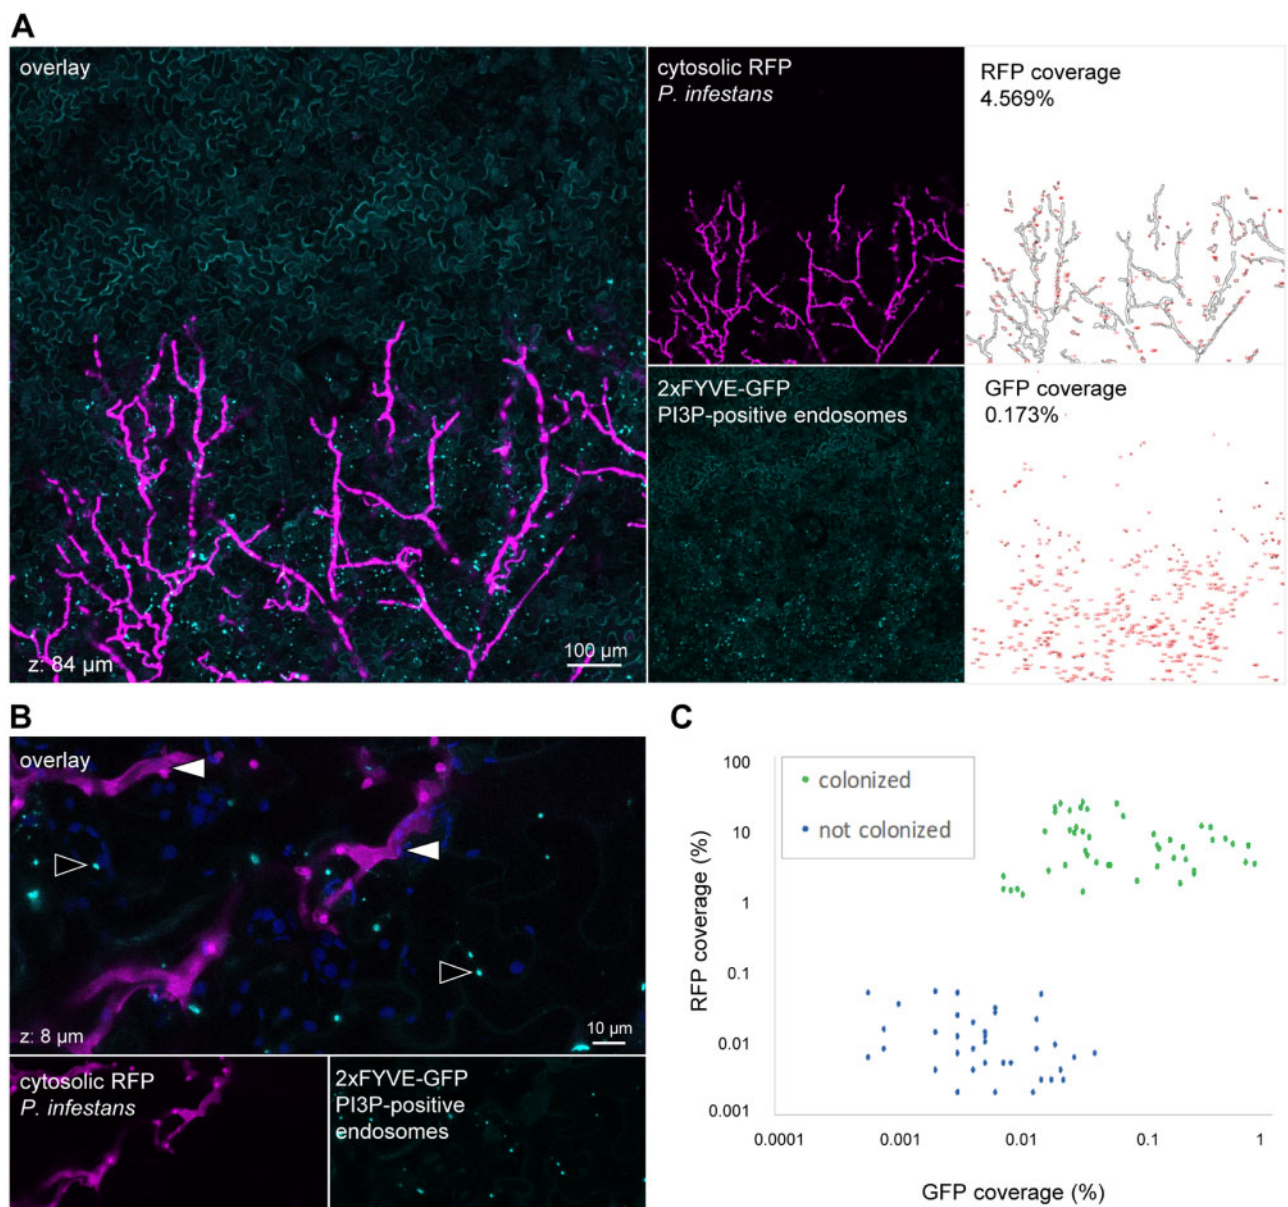 A
overlay
z: 84 µm
100 µm
cytosolic RFP
P. infestans
RFP coverage
4.569%
2xFYVE-GFP
PI3P-positive endosomes
GFP coverage
0.173%
B
overlay
z: 8 µm
10 µm
cytosolic RFP
P. infestans
2xFYVE-GFP
PI3P-positive
endosomes
C
colonized
not colonized
RFP coverage (%)
100
10
1
0.1
0.01
0.001
0.0001
0.001
0.01
0.1
1
GFP coverage (%)